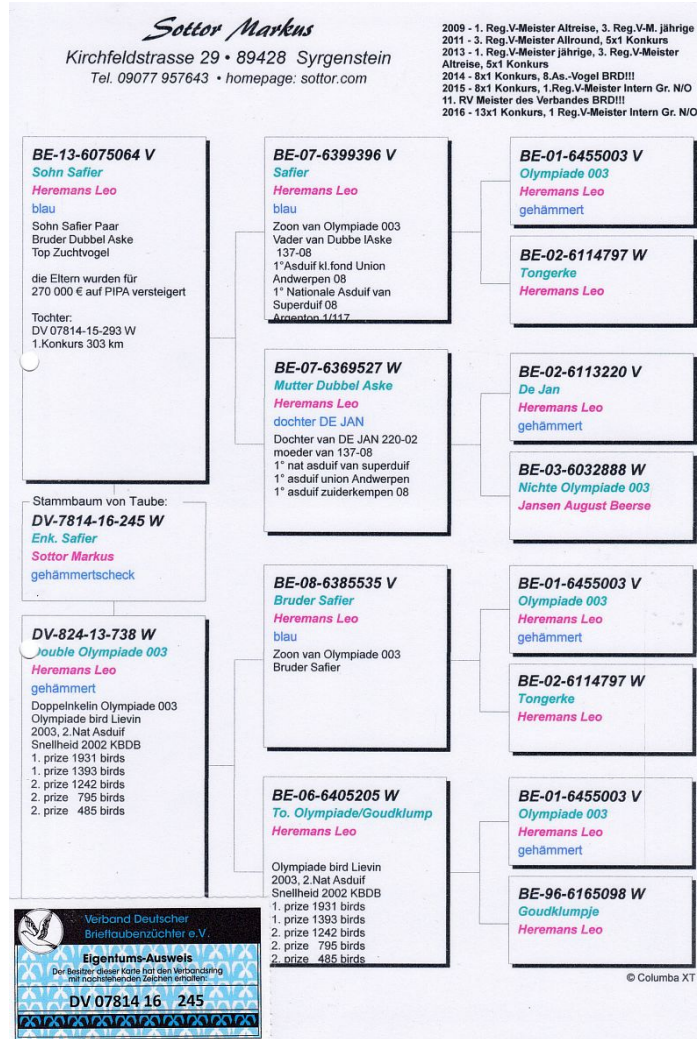 Sottor Markus
Kirchfeldstrasse 29 • 89428 Syrgenstein
Tel. 09077 957643 • homepage: sottor.com
2009 - 1. Reg.V-Meister Altreise, 3. Reg.V-M. jährige
2011 - 3. Reg.V-Meister Allround, 5x1 Konkurs
2013 - 1. Reg.V-Meister jährige, 3. Reg.V-Meister
Altreise, 5x1 Konkurs
2014 - 8x1 Konkurs, 8.As.-Vogel BRD!!!
2015 - 8x1 Konkurs, 1.Reg.V-Meister Intern Gr. N/O
11. RV Meister des Verbandes BRD!!!
2016 - 13x1 Konkurs, 1 Reg.V-Meister Intern Gr. N/O
BE-13-6075064 V
Sohn Safier
Heremans Leo
blau
Sohn Safier Paar
Bruder Dubbel Aske
Top Zuchtvogel
die Eltern wurden für
270 000 € auf PIPA versteigert
Tochter:
DV 07814-15-293 W
1.Konkurs 303 km
Stammbaum von Taube:
DV-7814-16-245 W
Enk. Safier
Sottor Markus
gehämmertscheck
DV-824-13-738 W
Double Olympiade 003
Heremans Leo
gehämmert
Doppelnkelin Olympiade 003
Olympiade bird Lievin
2003, 2.Nat Asduif
Snellheid 2002 KBDB
1. prize 1931 birds
1. prize 1393 birds
2. prize 1242 birds
2. prize 795 birds
2. prize 485 birds
BE-07-6399396 V
Safier
Heremans Leo
blau
Zoon van Olympiade 003
Vader van Dubbe lAske
137-08
1°Asduif kl.fond Union
Andwerpen 08
1° Nationale Asduif van
Superduif 08
Argenton 1/117
BE-07-6369527 W
Mutter Dubbel Aske
Heremans Leo
dochter DE JAN
Dochter van DE JAN 220-02
moeder van 137-08
1° nat asduif van superduif
1° asduif union Andwerpen
1° asduif zuiderkempen 08
BE-08-6385535 V
Bruder Safier
Heremans Leo
blau
Zoon van Olympiade 003
Bruder Safier
BE-06-6405205 W
To. Olympiade/Goudklump
Heremans Leo
Olympiade bird Lievin
2003, 2.Nat Asduif
Snellheid 2002 KBDB
1. prize 1931 birds
1. prize 1393 birds
2. prize 1242 birds
2. prize 795 birds
2. prize 485 birds
BE-01-6455003 V
Olympiade 003
Heremans Leo
gehämmert
BE-02-6114797 W
Tongerke
Heremans Leo
BE-02-6113220 V
De Jan
Heremans Leo
gehämmert
BE-03-6032888 W
Nichte Olympiade 003
Jansen August Beerse
BE-01-6455003 V
Olympiade 003
Heremans Leo
gehämmert
BE-02-6114797 W
Tongerke
Heremans Leo
BE-01-6455003 V
Olympiade 003
Heremans Leo
gehämmert
BE-96-6165098 W
Goudklumpje
Heremans Leo
© Columba XT
Verband Deutscher
Brieftaubenzüchter e.V.
Eigentums-Ausweis
Der Besitzer dieser Karte hat den Verbandsring
mit nachstehenden Zeichen erhalten:
DV 07814 16 245